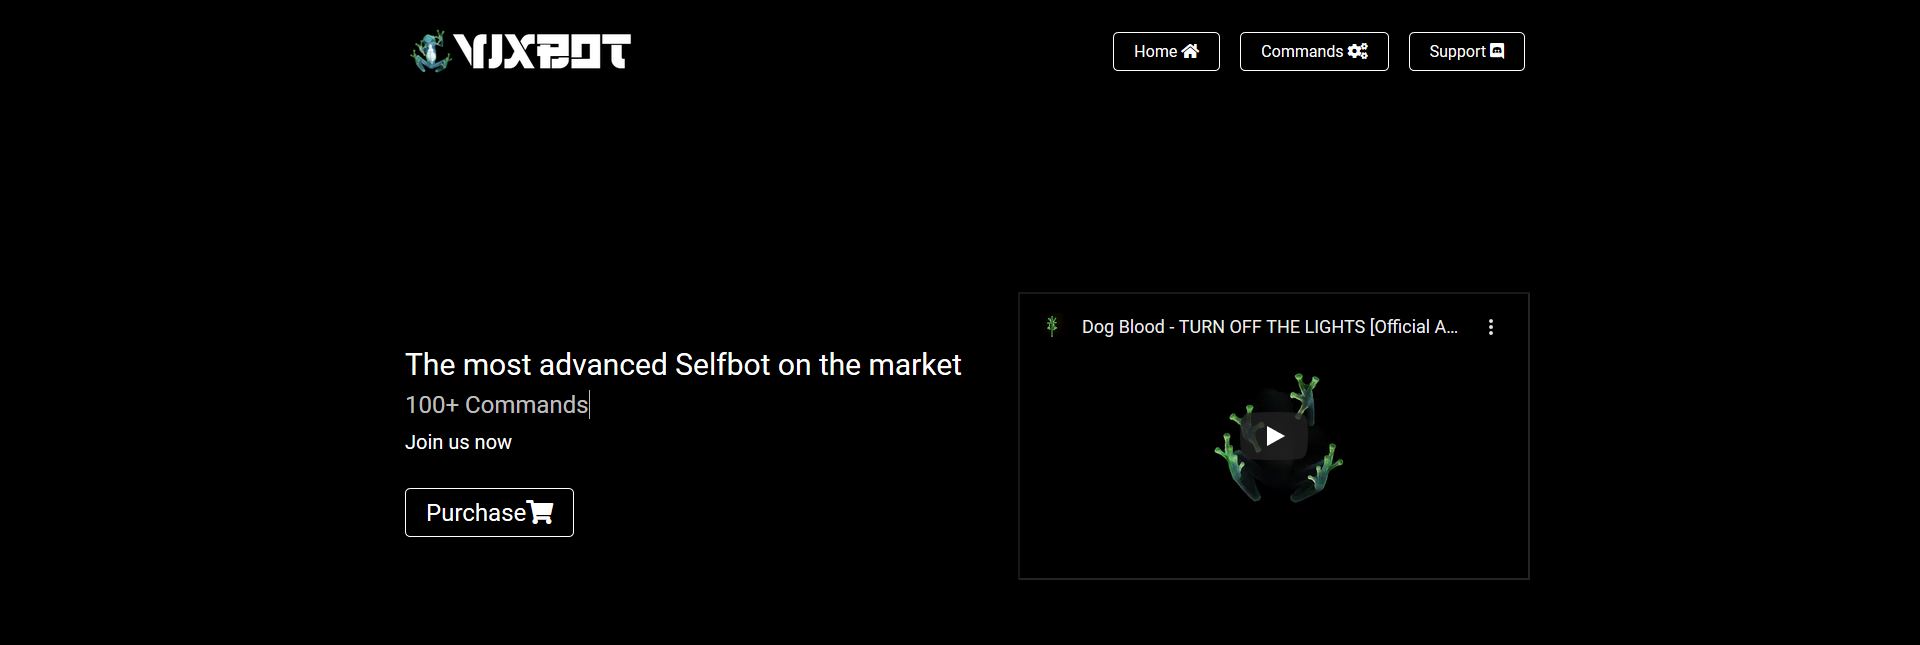 VJXBOT
Home
Commands
Support
Dog Blood - TURN OFF THE LIGHTS [Official A...
The most advanced Selfbot on the market
100+ Commands
Join us now
Purchase